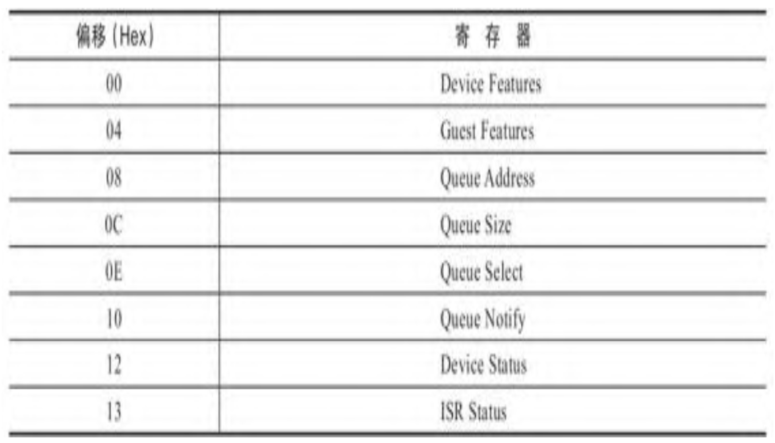 偏移(Hex) 寄存器
00 Device Features
04 Guest Features
08 Queue Address
0C Queue Size
0E Queue Select
10 Queue Notify
12 Device Status
13 ISR Status